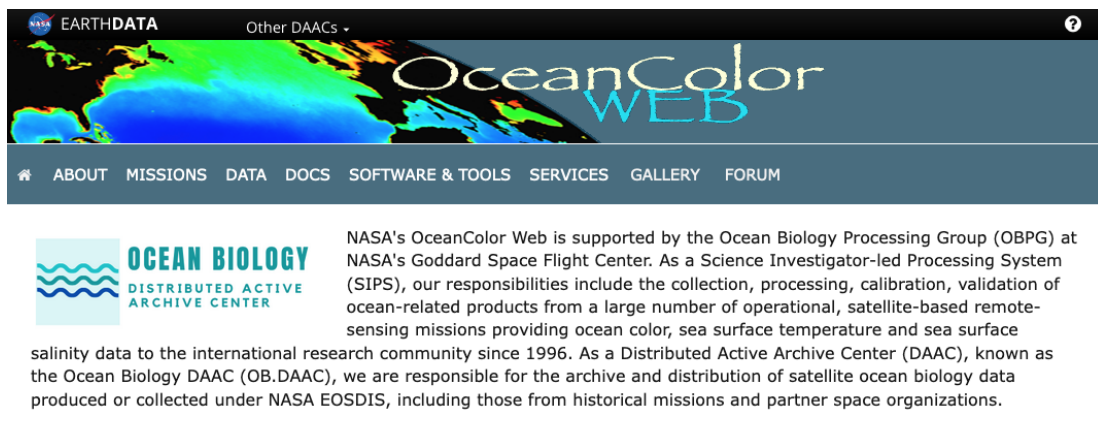 EARTHDATA Other DAACs
OceanColor
WEB
ABOUT MISSIONS DATA DOCS SOFTWARE & TOOLS SERVICES GALLERY FORUM
OCEAN BIOLOGY
DISTRIBUTED ACTIVE
ARCHIVE CENTER
NASA's OceanColor Web is supported by the Ocean Biology Processing Group (OBPG) at
NASA's Goddard Space Flight Center. As a Science Investigator-led Processing System
(SIPS), our responsibilities include the collection, processing, calibration, validation of
ocean-related products from a large number of operational, satellite-based remote-
sensing missions providing ocean color, sea surface temperature and sea surface
salinity data to the international research community since 1996. As a Distributed Active Archive Center (DAAC), known as
the Ocean Biology DAAC (OB.DAAC), we are responsible for the archive and distribution of satellite ocean biology data
produced or collected under NASA EOSDIS, including those from historical missions and partner space organizations.